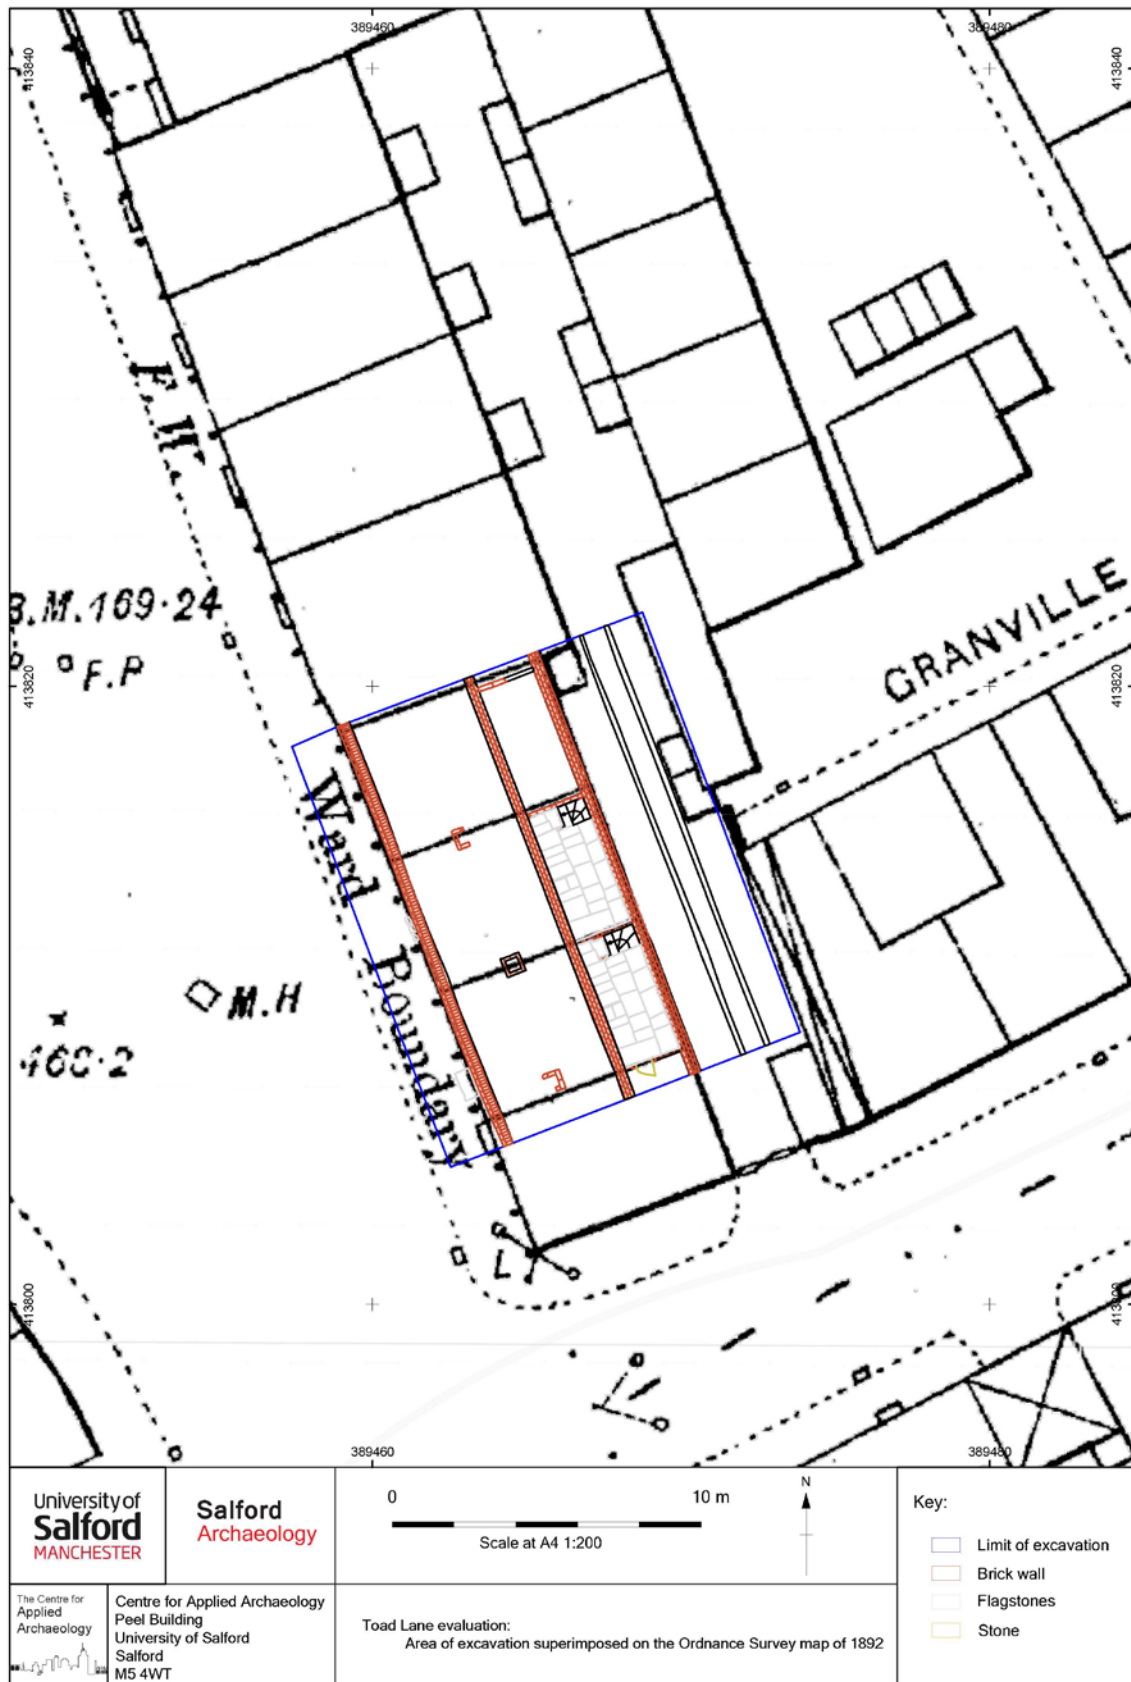 389460
389480
413840
413840
F.W.
B.M.169·24
F.P
GRANVILLE
413820
413820
Ward Boundary
M.H
L
413800
413800
389460
389480
University of
Salford
MANCHESTER
Salford
Archaeology
0 10 m
Scale at A4 1:200
N
Key:
Limit of excavation
Brick wall
Flagstones
Stone
The Centre for
Applied
Archaeology
Centre for Applied Archaeology
Peel Building
University of Salford
Salford
M5 4WT
Toad Lane evaluation:
Area of excavation superimposed on the Ordnance Survey map of 1892